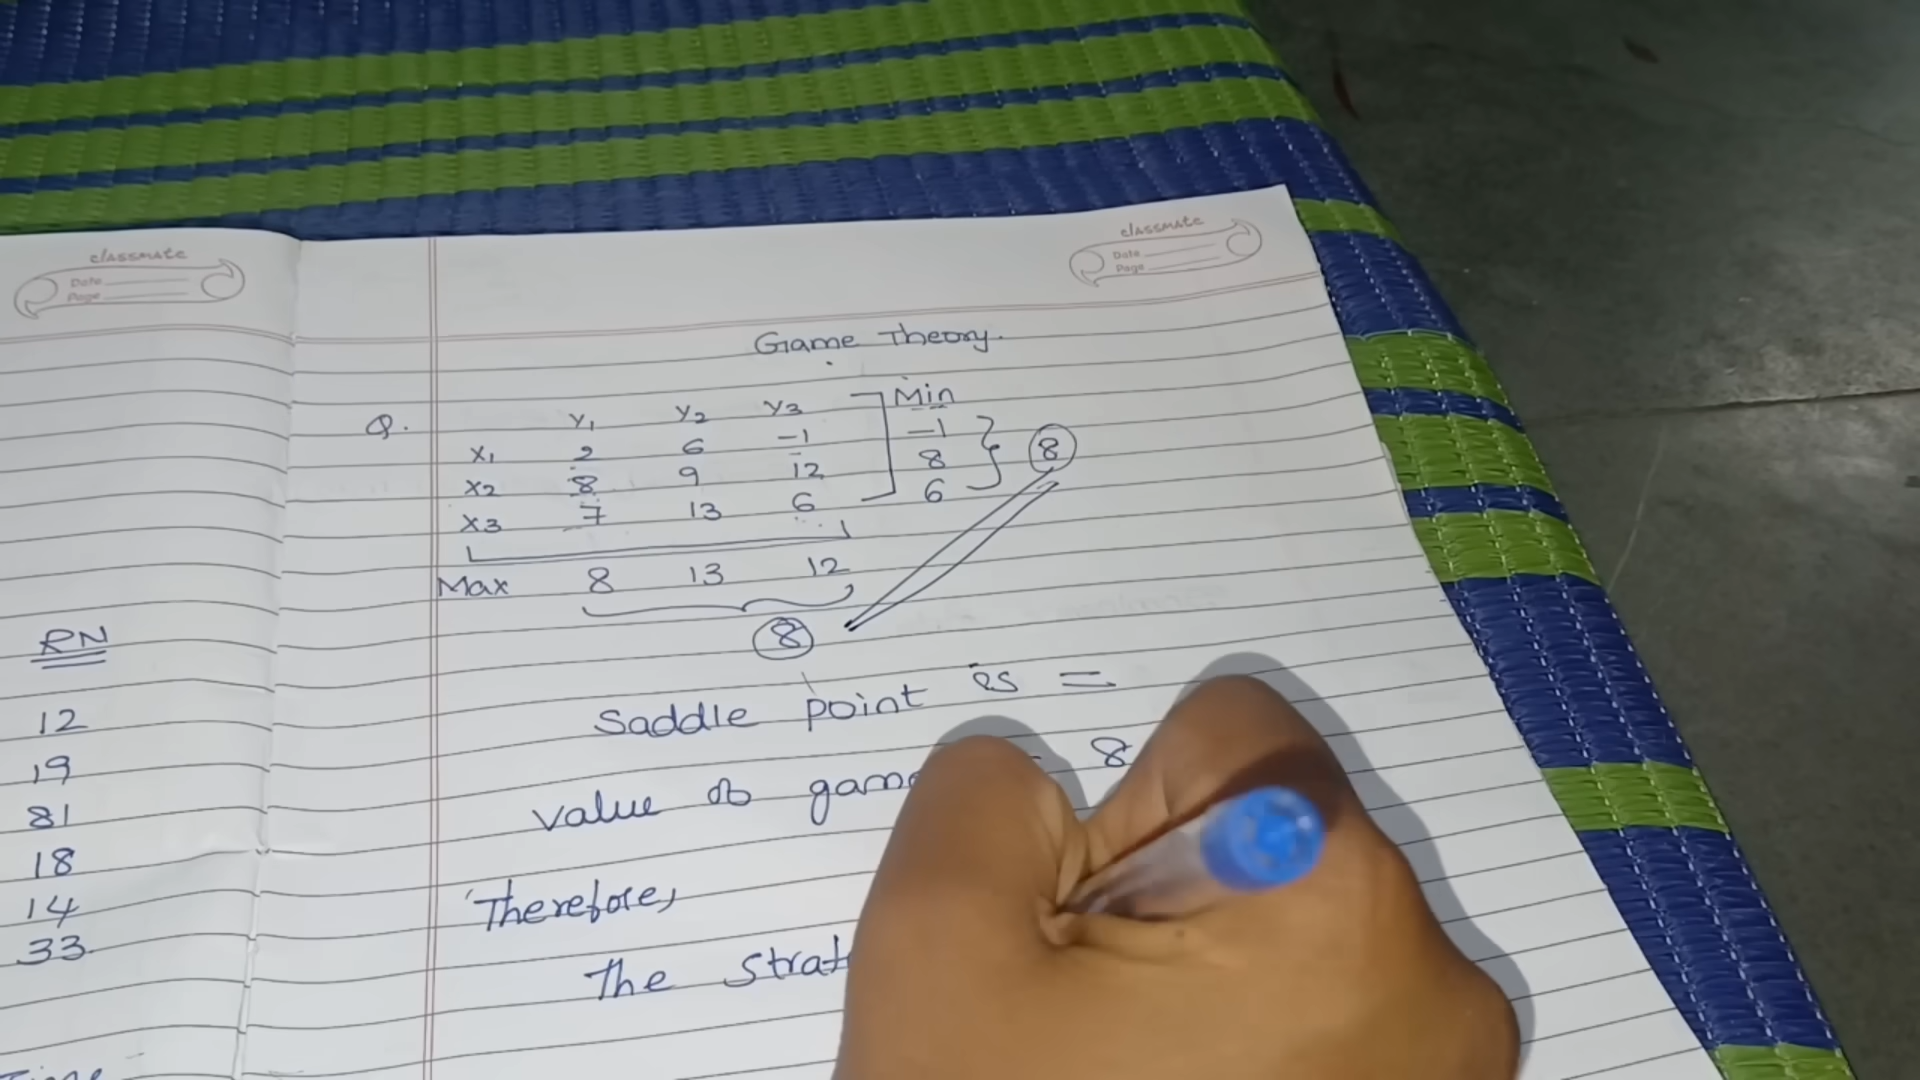 classmate
Date
Page
RN
12
19
81
18
14
33
classmate
Date
Page
Game Theory.
Q. Y1 Y2 Y3 Min
X1 2 6 -1 -1
X2 8 9 12 8 8
X3 7 13 6 6
Max 8 13 12
8
Saddle point is =
value of 8
Therefore,
The